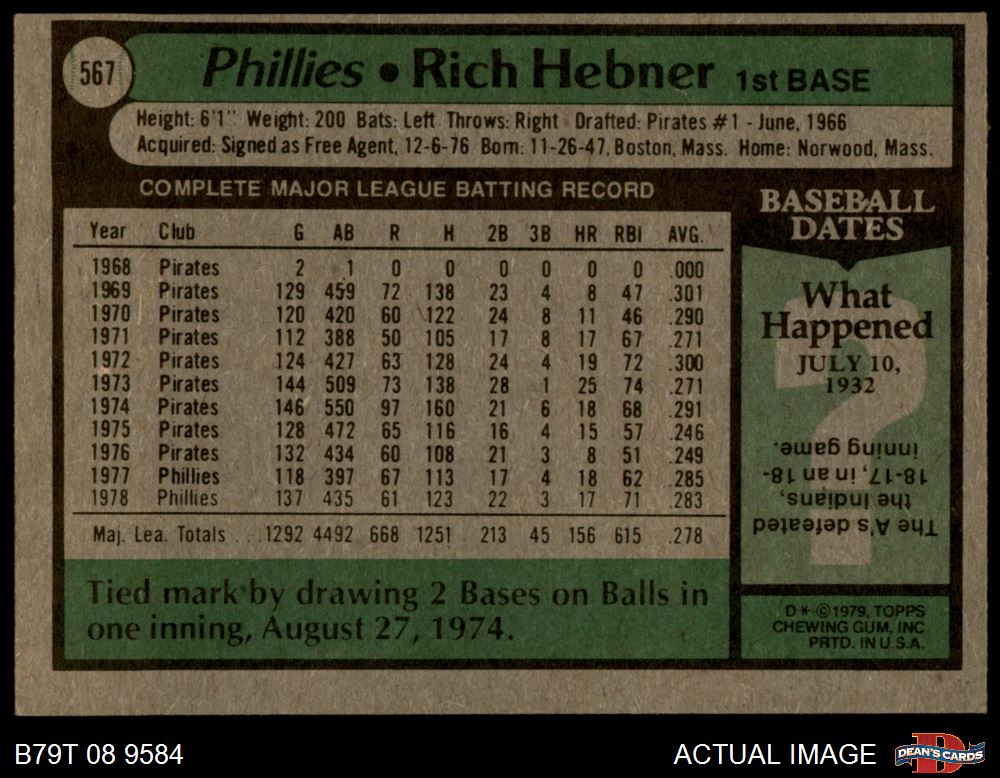 567
Phillies • Rich Hebner 1st BASE
Height: 6'1" Weight: 200 Bats: Left Throws: Right Drafted: Pirates #1 - June, 1966
Acquired: Signed as Free Agent, 12-6-76 Born: 11-26-47, Boston, Mass. Home: Norwood, Mass.
COMPLETE MAJOR LEAGUE BATTING RECORD
Year Club G AB R H 2B 3B HR RBI AVG.
1968 Pirates 2 1 0 0 0 0 0 0 .000
1969 Pirates 129 459 72 138 23 4 8 47 .301
1970 Pirates 120 420 60 122 24 8 11 46 .290
1971 Pirates 112 388 50 105 17 8 17 67 .271
1972 Pirates 124 427 63 128 24 4 19 72 .300
1973 Pirates 144 509 73 138 28 1 25 74 .271
1974 Pirates 146 550 97 160 21 6 18 68 .291
1975 Pirates 128 472 65 116 16 4 15 57 .246
1976 Pirates 132 434 60 108 21 3 8 51 .249
1977 Phillies 118 397 67 113 17 4 18 62 .285
1978 Phillies 137 435 61 123 22 3 17 71 .283
Maj. Lea. Totals . . . 1292 4492 668 1251 213 45 156 615 .278
Tied mark by drawing 2 Bases on Balls in
one inning, August 27, 1974.
BASEBALL
DATES
What
Happened
JULY 10,
1932
?
The A's defeated
the Indians,
18-17, in an 18-
inning game.
D*©1979, TOPPS
CHEWING GUM, INC
PRTD. IN U.S.A.
B79T 08 9584
ACTUAL IMAGE
DEAN'S CARDS